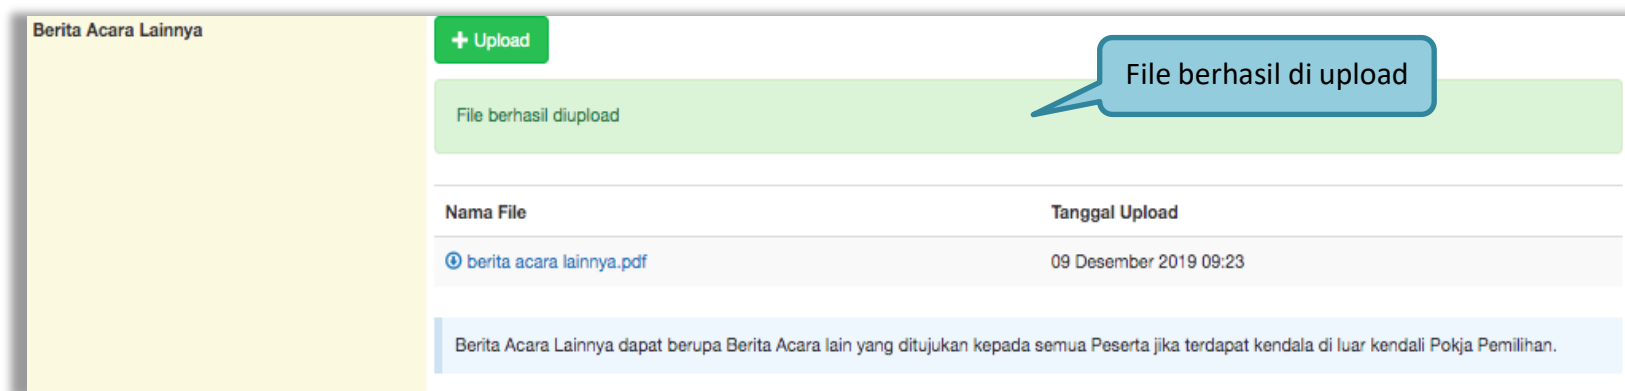 Berita Acara Lainnya
+ Upload
File berhasil di upload
File berhasil diupload
Nama File Tanggal Upload
berita acara lainnya.pdf 09 Desember 2019 09:23
Berita Acara Lainnya dapat berupa Berita Acara lain yang ditujukan kepada semua Peserta jika terdapat kendala di luar kendali Pokja Pemilihan.